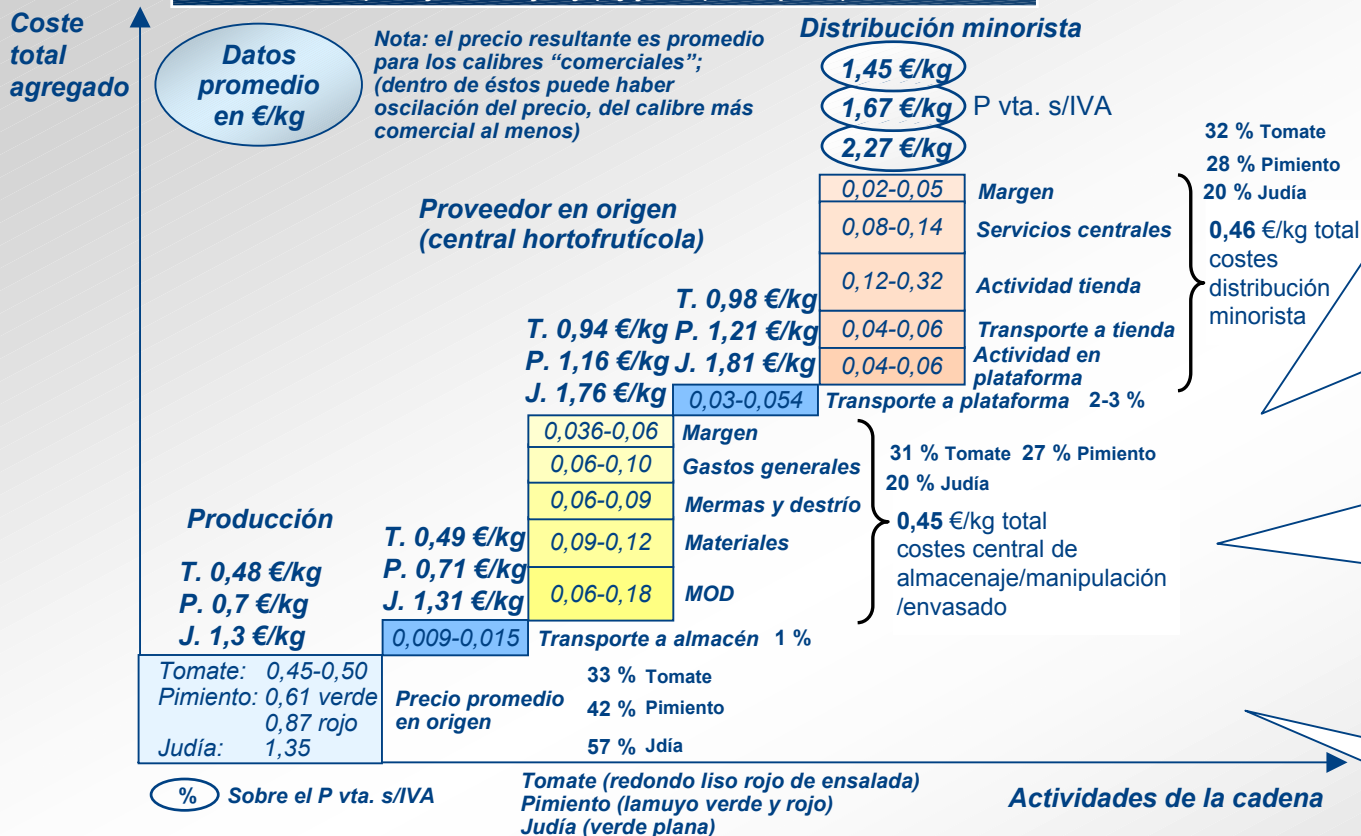 Coste
total
agregado
Datos
promedio
en €/kg
Nota: el precio resultante es promedio
para los calibres “comerciales”;
(dentro de éstos puede haber
oscilación del precio, del calibre más
comercial al menos)
Distribución minorista
1,45 €/kg
1,67 €/kg P vta. s/IVA
2,27 €/kg
32 % Tomate
28 % Pimiento
20 % Judía
0,02-0,05 Margen
0,08-0,14 Servicios centrales
0,12-0,32 Actividad tienda
0,04-0,06 Transporte a tienda
0,04-0,06 Actividad en
plataforma
0,46 €/kg total
costes
distribución
minorista
Proveedor en origen
(central hortofrutícola)
T. 0,98 €/kg
P. 1,21 €/kg
J. 1,81 €/kg
0,03-0,054 Transporte a plataforma 2-3 %
T. 0,94 €/kg
P. 1,16 €/kg
J. 1,76 €/kg
0,036-0,06 Margen
0,06-0,10 Gastos generales
0,06-0,09 Mermas y destrío
0,09-0,12 Materiales
0,06-0,18 MOD
31 % Tomate 27 % Pimiento
20 % Judía
0,45 €/kg total
costes central de
almacenaje/manipulación
/envasado
T. 0,49 €/kg
P. 0,71 €/kg
J. 1,31 €/kg
0,009-0,015 Transporte a almacén 1 %
Producción
T. 0,48 €/kg
P. 0,7 €/kg
J. 1,3 €/kg
Tomate: 0,45-0,50
Pimiento: 0,61 verde
0,87 rojo
Judía: 1,35
Precio promedio
en origen
33 % Tomate
42 % Pimiento
57 % Jdía
% Sobre el P vta. s/IVA
Tomate (redondo liso rojo de ensalada)
Pimiento (lamuyo verde y rojo)
Judía (verde plana)
Actividades de la cadena